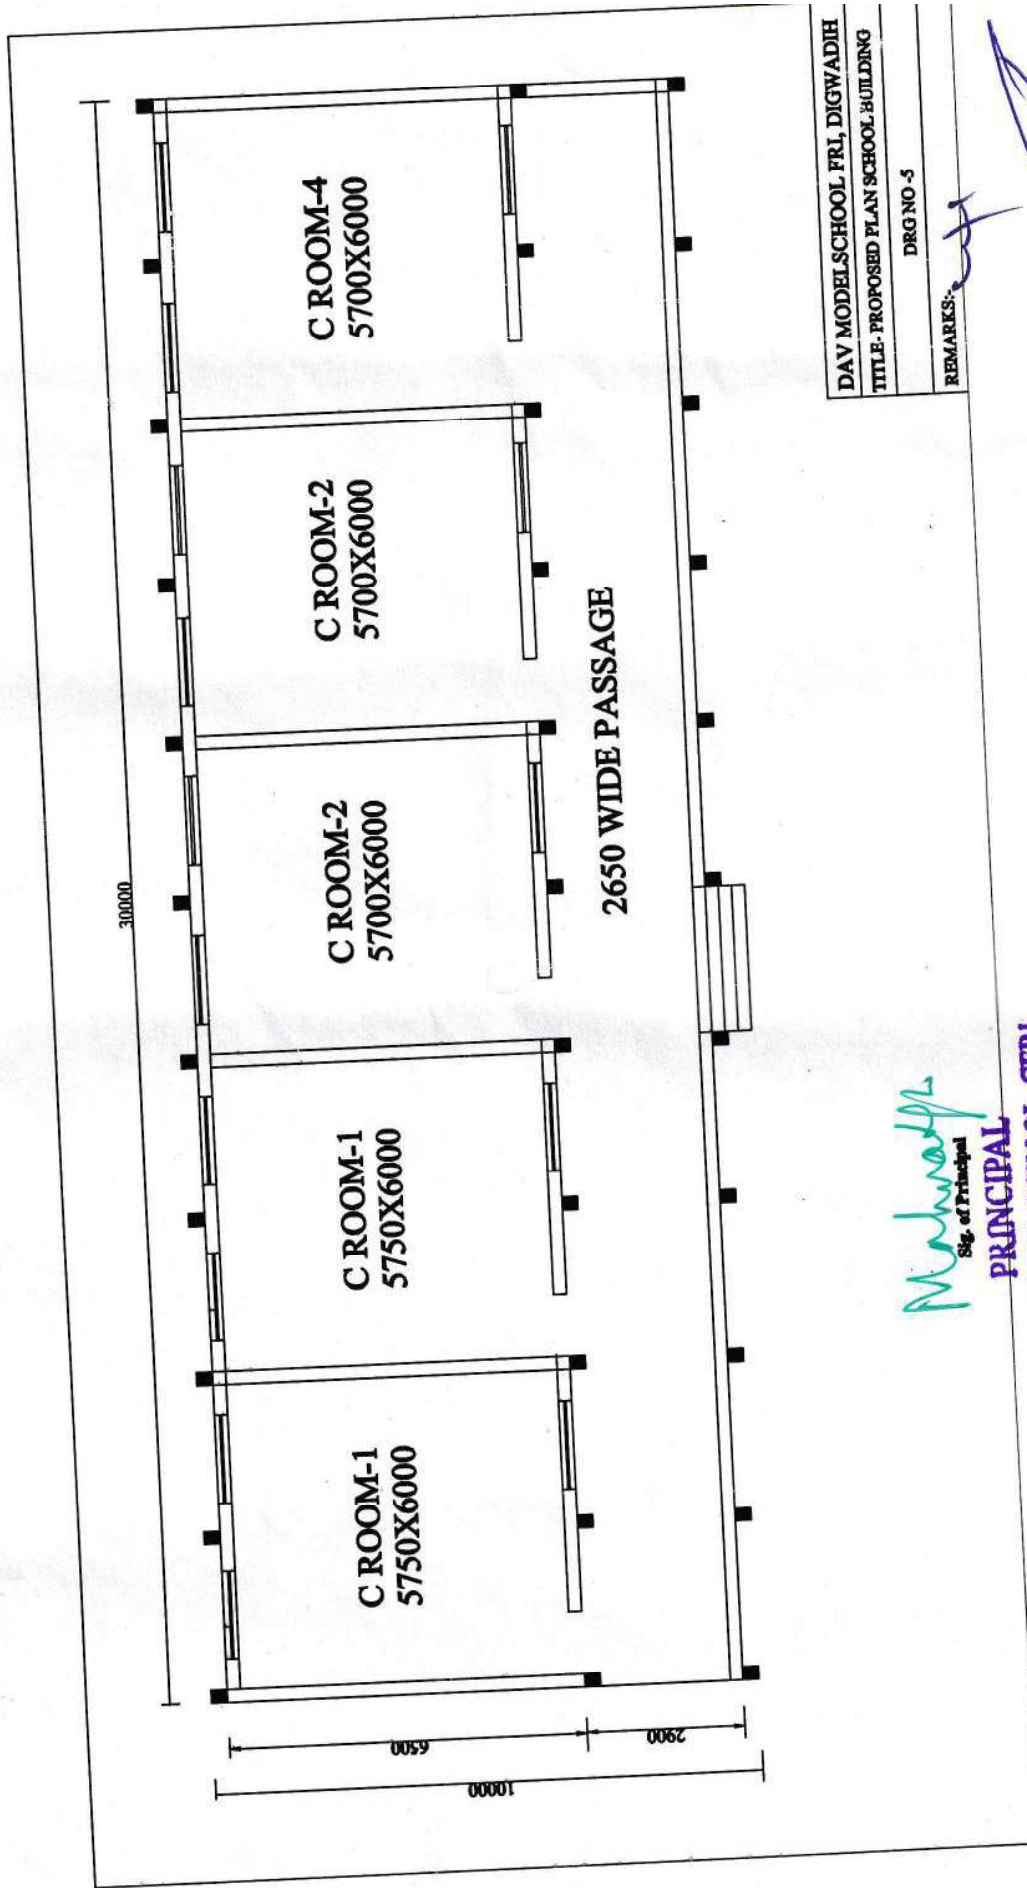 30000
C ROOM-1
5750X6000
C ROOM-1
5750X6000
C ROOM-2
5700X6000
C ROOM-2
5700X6000
C ROOM-4
5700X6000
2650 WIDE PASSAGE
6500
2900
10000
DAV MODELSCHOOL FRI, DIGWADIH
TITLE- PROPOSED PLAN SCHOOL BUILDING
DRG NO -5
REMARKS:-
Sig. of Principal
PRINCIPAL